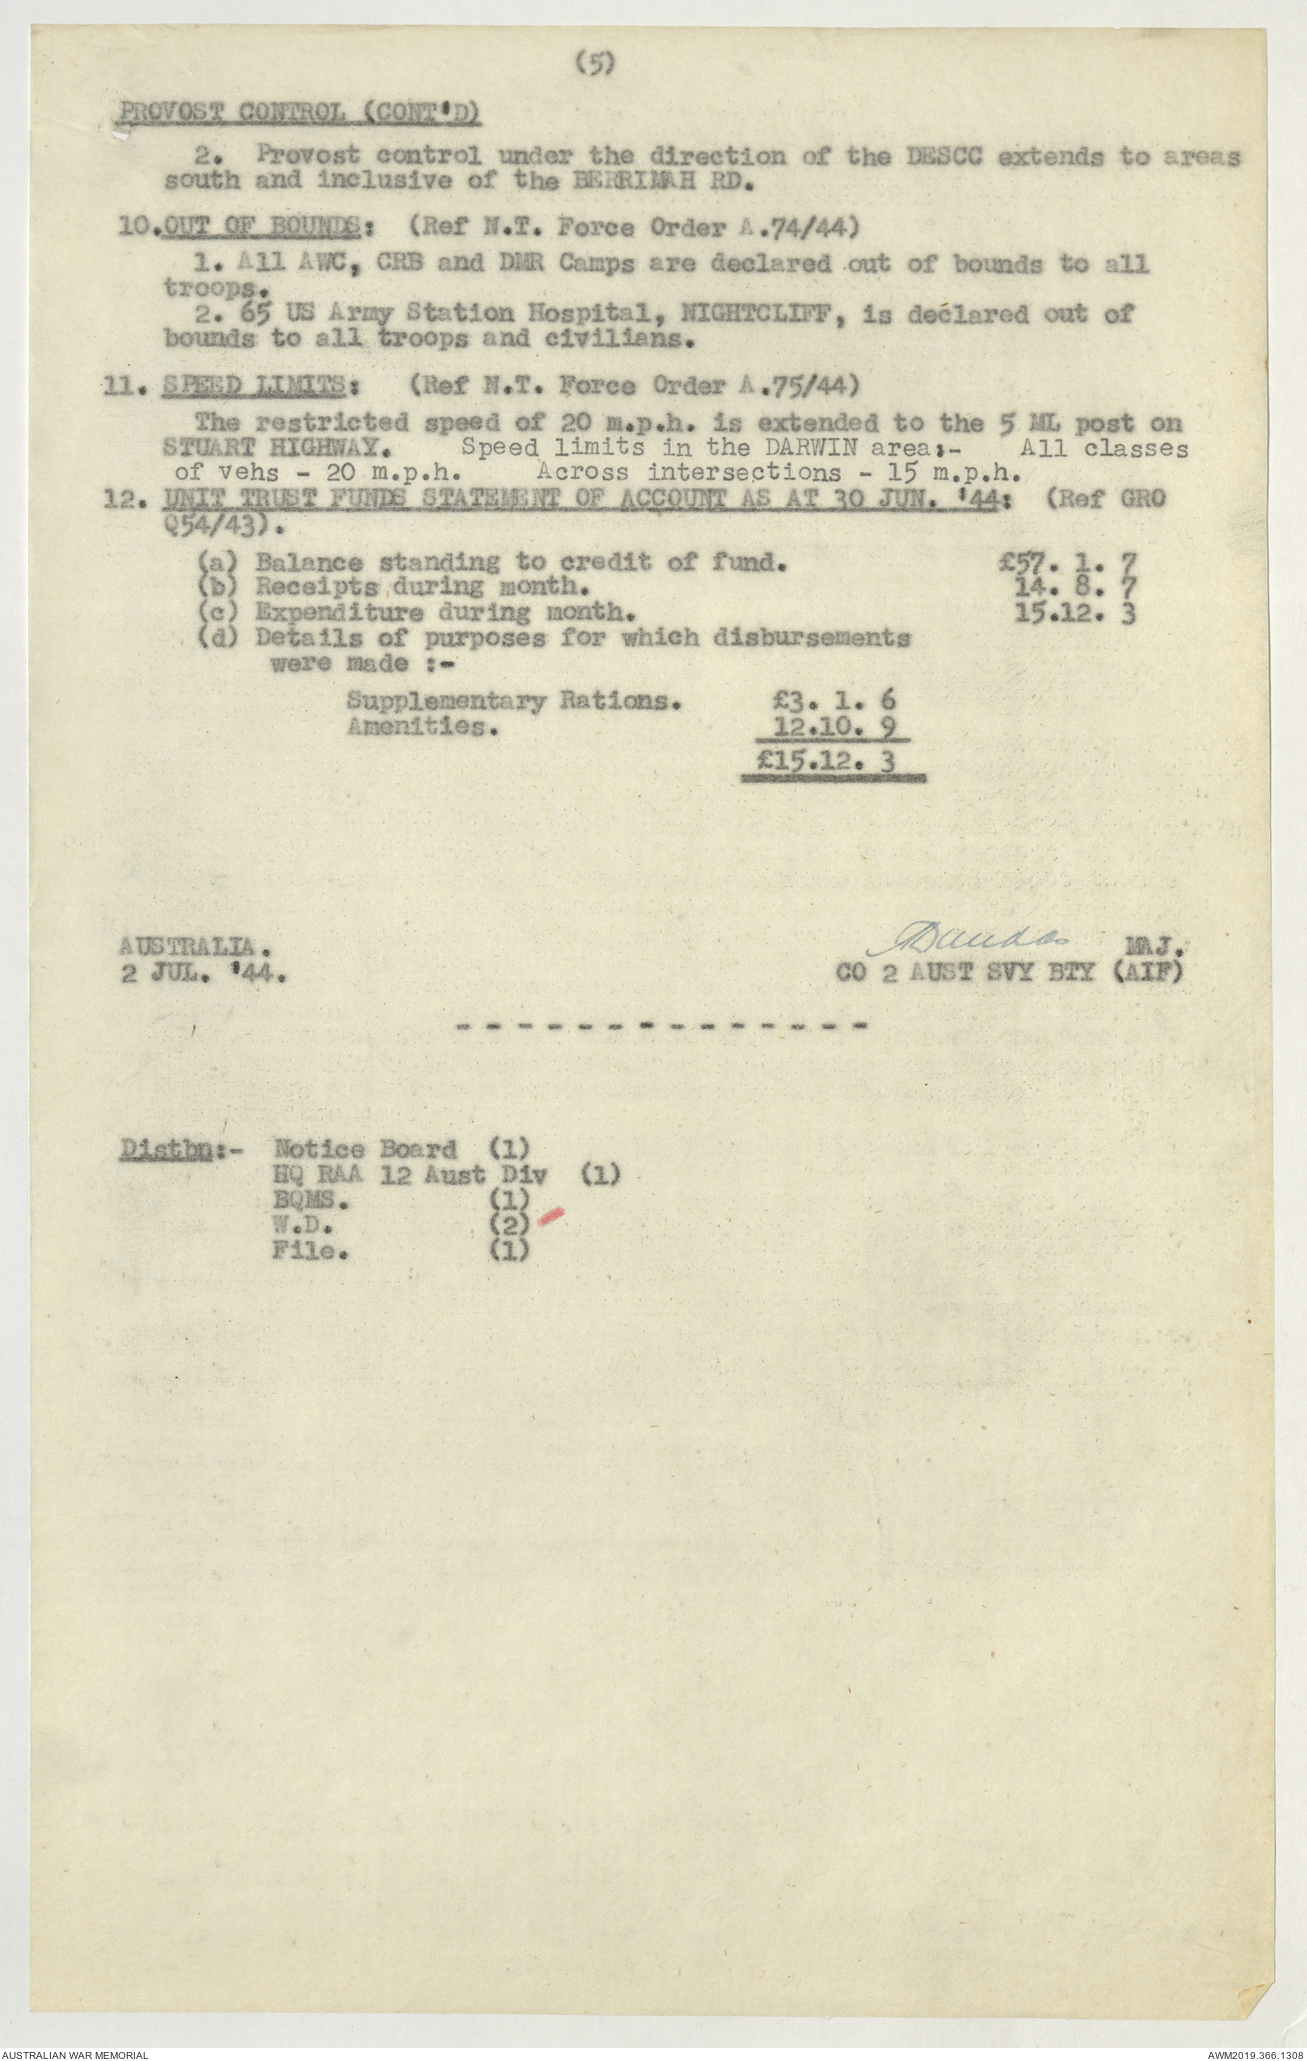 (5)
PROVOST CONTROL (CONT'D)
2. Provost control under the direction of the DESCC extends to areas
south and inclusive of the BERRIMAH RD.
10.OUT OF BOUNDS: (Ref N.T. Force Order A.74/44)
1. All AWC, CRB and DMR Camps are declared out of bounds to all
troops.
2. 65 US Army Station Hospital, NIGHTCLIFF, is declared out of
bounds to all troops and civilians.
11. SPEED LIMITS: (Ref N.T. Force Order A.75/44)
The restricted speed of 20 m.p.h. is extended to the 5 ML post on
STUART HIGHWAY. Speed limits in the DARWIN area:- All classes
of vehs - 20 m.p.h. Across intersections - 15 m.p.h.
12. UNIT TRUST FUNDS STATEMENT OF ACCOUNT AS AT 30 JUN. '44: (Ref GRO
Q54/43).
(a) Balance standing to credit of fund. £57. 1. 7
(b) Receipts during month. 14. 8. 7
(c) Expenditure during month. 15.12. 3
(d) Details of purposes for which disbursements
were made :-
Supplementary Rations. £3. 1. 6
Amenities. 12.10. 9
£15.12. 3
AUSTRALIA. MAJ.
2 JUL. '44. CO 2 AUST SVY BTY (AIF)
- - - - - - - - - - - - - -
Distbn:- Notice Board (1)
HQ RAA 12 Aust Div (1)
BQMS. (1)
W.D. (2)
File. (1)
AUSTRALIAN WAR MEMORIAL AWM2019.366.1308